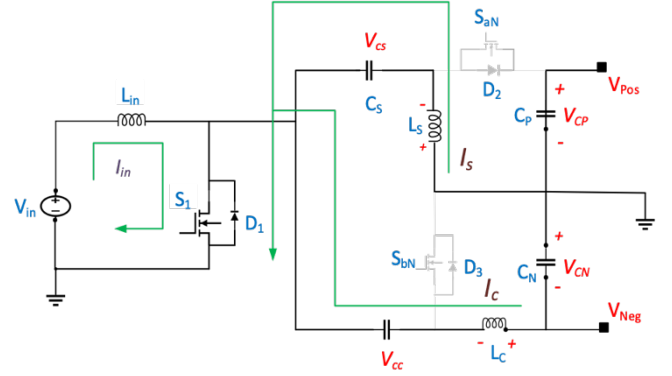 SaN
Vcs
D2
VPos
CS
Lin
LS
CP
VCP
+
-
-
+
+
-
Is
Iin
S1
Vin
+
-
D1
SbN
D3
+
CN
VCN
-
Ic
VNeg
Vcc
-
LC
+